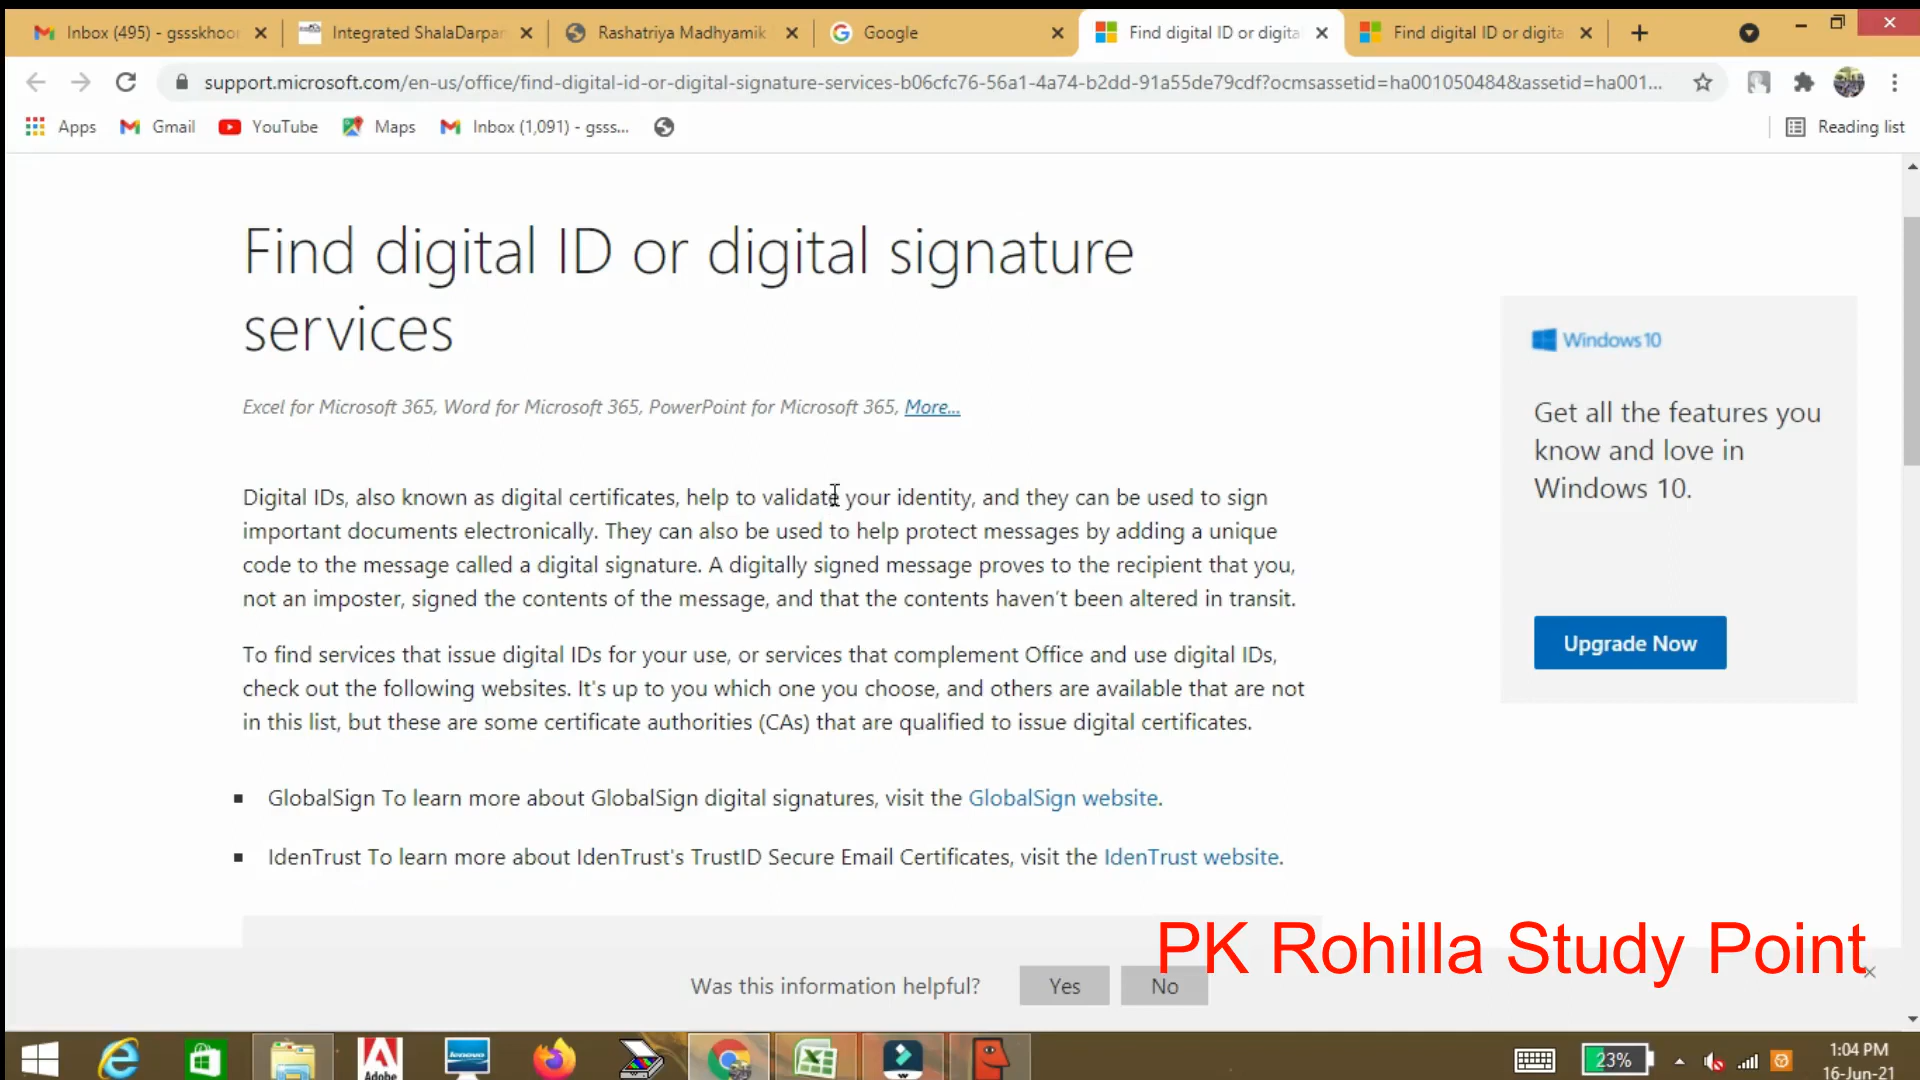 Inbox (495) - gssskhoor
Integrated ShalaDarpan
Rashatriya Madhyamik
Google
Find digital ID or digita
Find digital ID or digita
support.microsoft.com/en-us/office/find-digital-id-or-digital-signature-services-b06cfc76-56a1-4a74-b2dd-91a55de79cdf?ocmsassetid=ha001050484&assetid=ha001...
Apps
Gmail
YouTube
Maps
Inbox (1,091) - gsss...
Reading list
Find digital ID or digital signature
services
Excel for Microsoft 365, Word for Microsoft 365, PowerPoint for Microsoft 365, More...
Digital IDs, also known as digital certificates, help to validate your identity, and they can be used to sign
important documents electronically. They can also be used to help protect messages by adding a unique
code to the message called a digital signature. A digitally signed message proves to the recipient that you,
not an imposter, signed the contents of the message, and that the contents haven't been altered in transit.
To find services that issue digital IDs for your use, or services that complement Office and use digital IDs,
check out the following websites. It's up to you which one you choose, and others are available that are not
in this list, but these are some certificate authorities (CAs) that are qualified to issue digital certificates.
GlobalSign To learn more about GlobalSign digital signatures, visit the GlobalSign website.
IdenTrust To learn more about IdenTrust's TrustID Secure Email Certificates, visit the IdenTrust website.
Windows 10
Get all the features you
know and love in
Windows 10.
Upgrade Now
Was this information helpful?
Yes
No
PK Rohilla Study Point
Adobe
lenovo
23%
1:04 PM
16-Jun-21